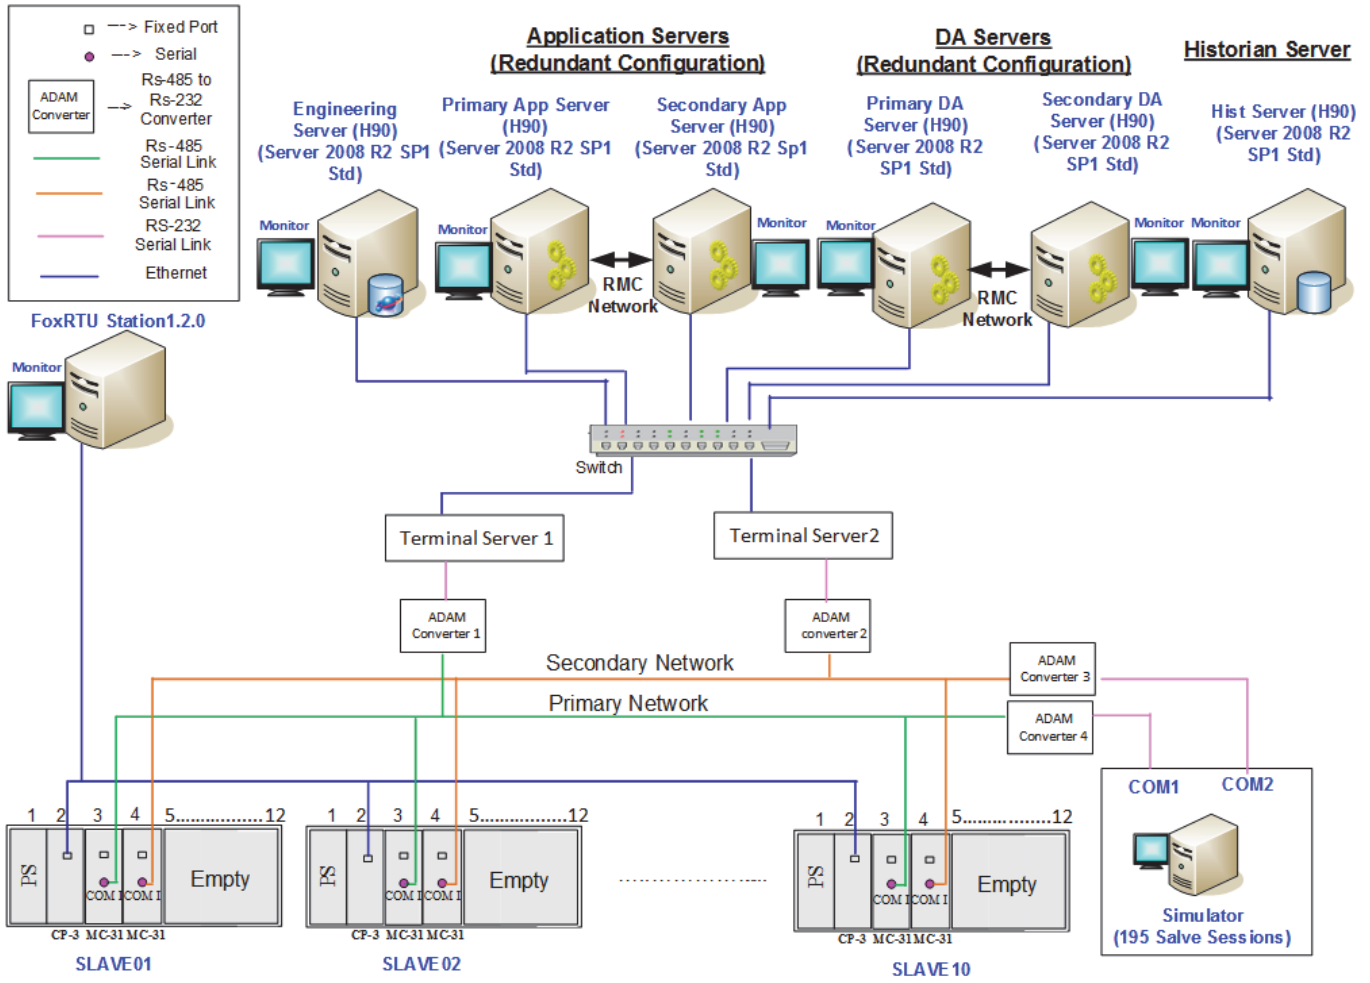 ---> Fixed Port
---> Serial
ADAM
Converter
--->
Rs-485 to
Rs-232
Converter
Rs-485
Serial Link
Rs-485
Serial Link
RS-232
Serial Link
Ethernet
Application Servers
(Redundant Configuration)
DA Servers
(Redundant Configuration)
Historian Server
Engineering
Server (H90)
(Server 2008 R2 SP1
Std)
Primary App Server
(H90)
(Server 2008 R2 SP1
Std)
Secondary App
Server (H90)
(Server 2008 R2 Sp1
Std)
Primary DA
Server (H90)
(Server 2008 R2
SP1 Std)
Secondary DA
Server (H90)
(Server 2008 R2
SP1 Std)
Hist Server (H90)
(Server 2008 R2
SP1 Std)
Monitor
Monitor
Monitor
Monitor
Monitor
Monitor
RMC
Network
RMC
Network
FoxRTU Station1.2.0
Monitor
Switch
Terminal Server 1
Terminal Server2
ADAM
Converter 1
ADAM
converter2
Secondary Network
ADAM
Converter 3
Primary Network
ADAM
Converter 4
COM1
COM2
Simulator
(195 Salve Sessions)
1 2 3 4 5.................12
PS
COM I
COM I
Empty
CP-3 MC-31 MC-31
SLAVE01
1 2 3 4 5.................12
PS
COM I
COM I
Empty
CP-3 MC-31 MC-31
SLAVE02
1 2 3 4 5.................12
PS
COM I
COM I
Empty
CP-3 MC-31 MC-31
SLAVE10